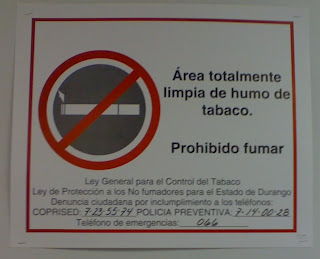 Área totalmente
limpia de humo de
tabaco.
Prohibido fumar
Ley General para el Control del Tabaco
Ley de Protección a los No fumadores para el Estado de Durango
Denuncia ciudadana por inclumplimiento a los teléfonos:
COPRISED: 7-23-55-74 POLICIA PREVENTIVA: 7-14-00-28
Teléfono de emergencias: 066